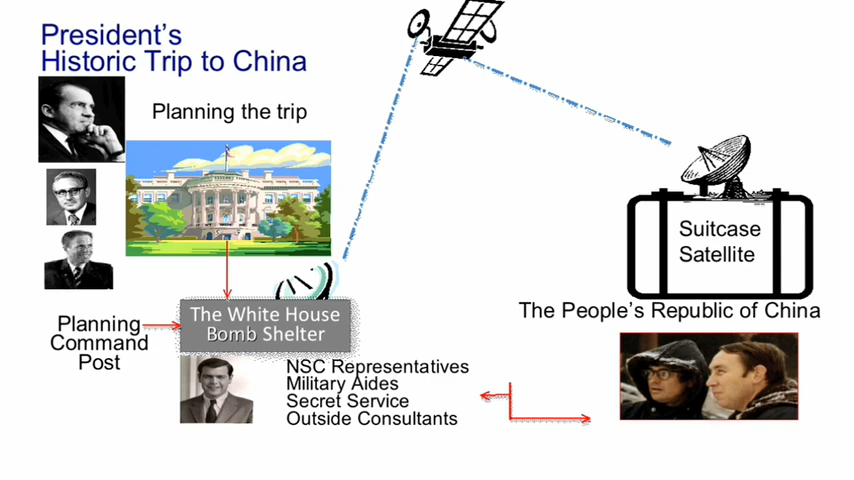 President's
Historic Trip to China
Planning the trip
Suitcase
Satellite
The People's Republic of China
The White House
Bomb Shelter
Planning
Command
Post
NSC Representatives
Military Aides
Secret Service
Outside Consultants